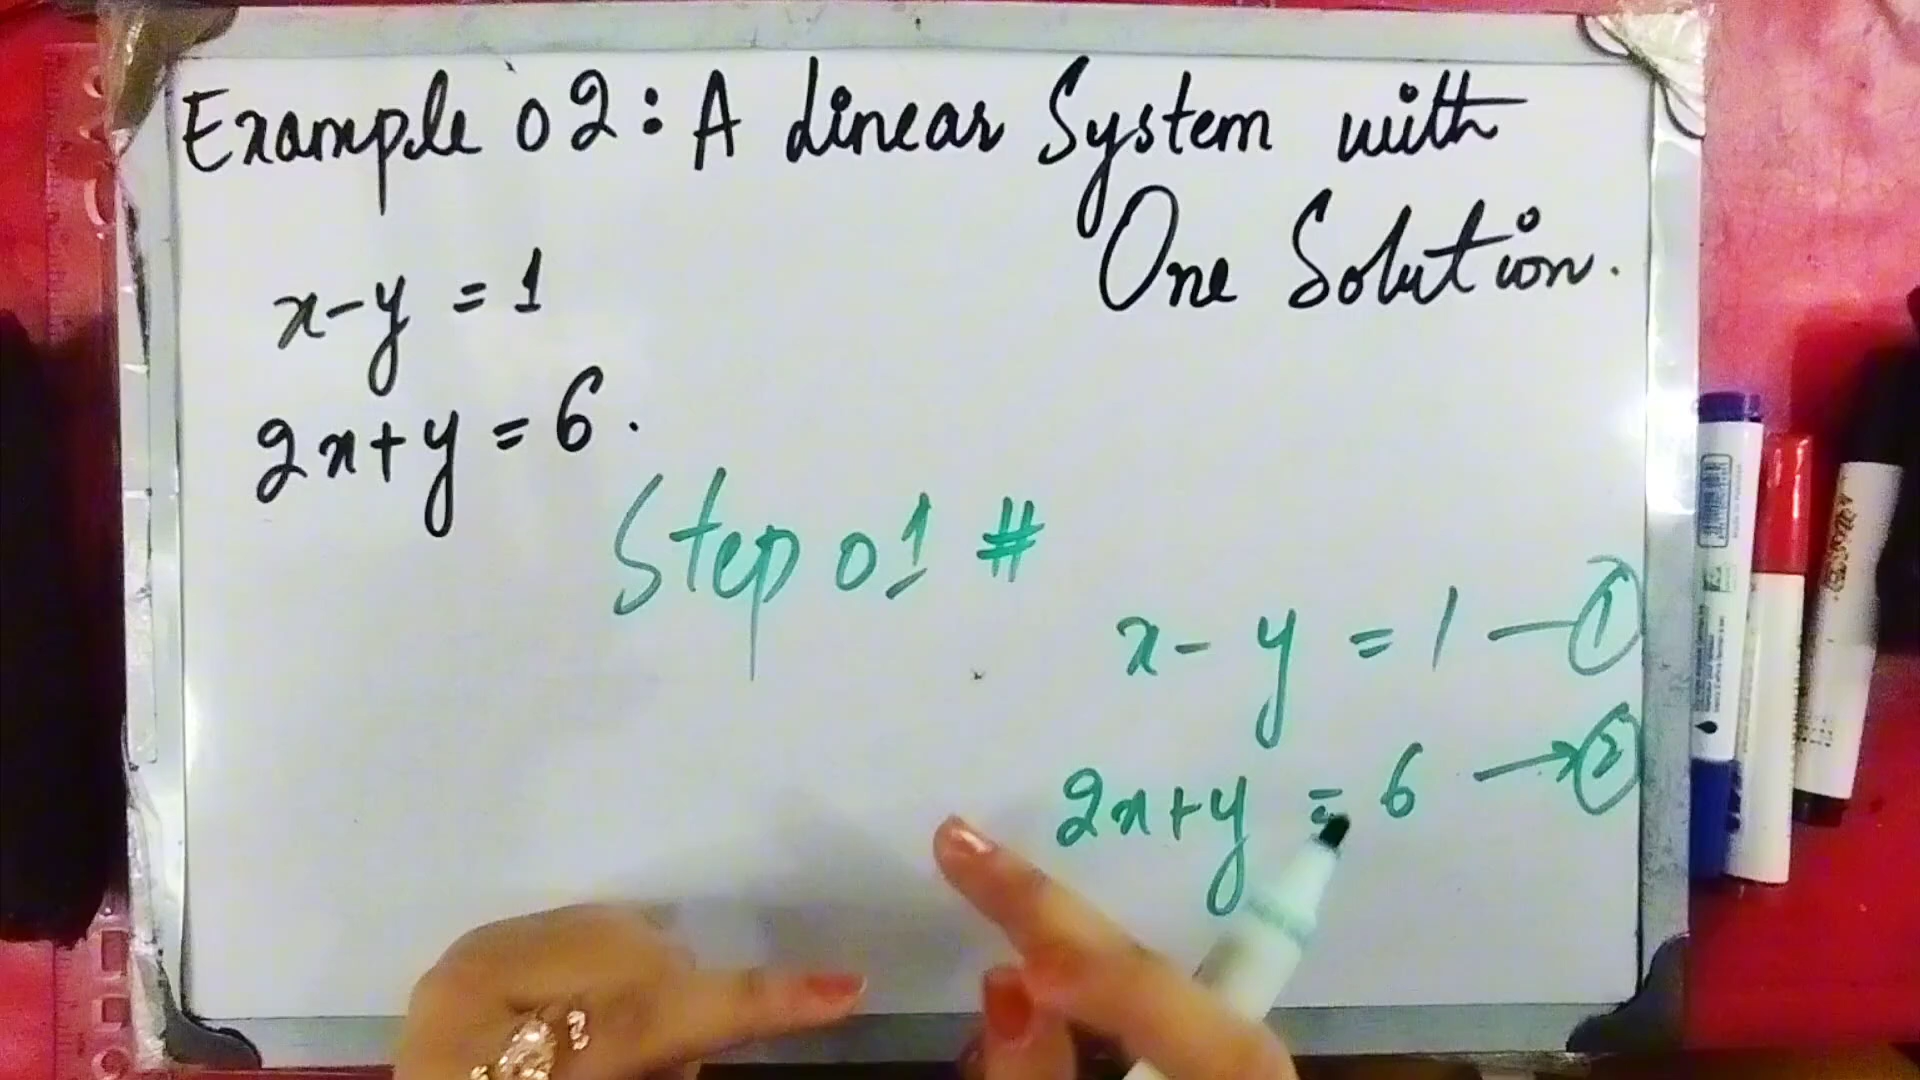 Example 02: A Linear System with
One Solution.
x-y = 1
2x+y = 6.
Step 01 #
x - y = 1 — ①
2x+y = 6 → ②